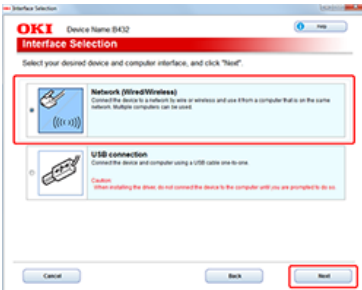 Interface Selection
OKI Device Name:B432
Help
Interface Selection
Select your desired device and computer interface, and click "Next".
Network (Wired/Wireless)
Connect the device to a network by wire or wireless and use it from a computer that is on the same
network. Multiple computers can be used.
USB connection
Connect the device and computer using a USB cable one-to-one.
Caution:
When installing the driver, do not connect the device to the computer until you are prompted to do so.
Cancel Back Next